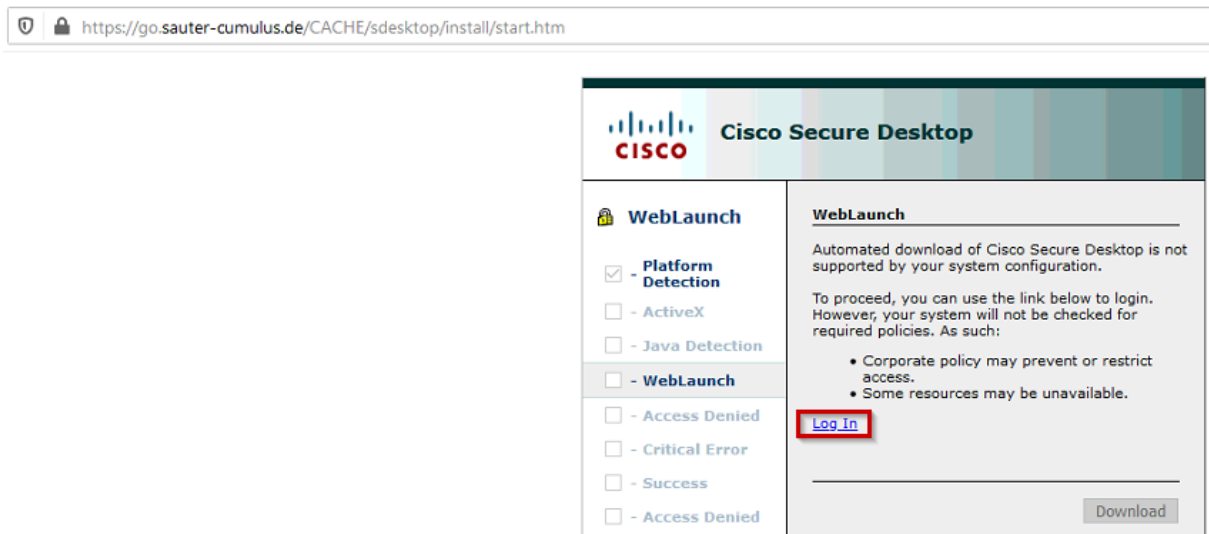 https://go.sauter-cumulus.de/CACHE/sdesktop/install/start.htm
CISCO
Cisco Secure Desktop
WebLaunch
- Platform
Detection
- ActiveX
- Java Detection
- WebLaunch
- Access Denied
- Critical Error
- Success
- Access Denied
WebLaunch
Automated download of Cisco Secure Desktop is not
supported by your system configuration.
To proceed, you can use the link below to login.
However, your system will not be checked for
required policies. As such:
• Corporate policy may prevent or restrict
access.
• Some resources may be unavailable.
Log In
Download